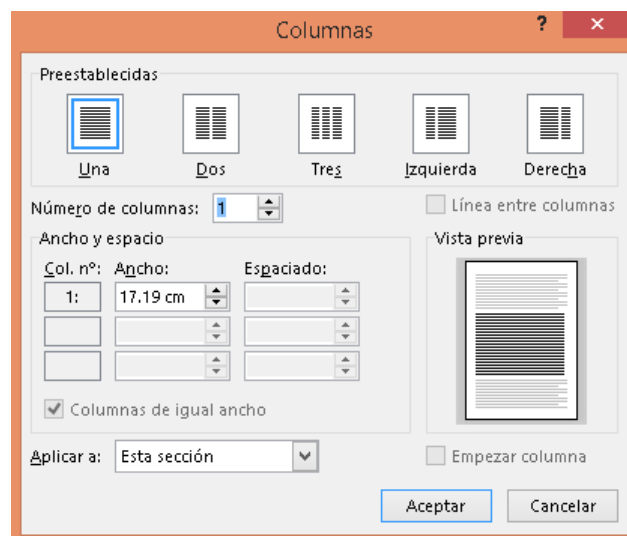 Columnas
?
×
Preestablecidas
Una Dos Tres Izquierda Derecha
Número de columnas: 1
Línea entre columnas
Ancho y espacio
Vista previa
Col. nº: Ancho: Espaciado:
1: 17.19 cm
Columnas de igual ancho
Aplicar a: Esta sección
Empezar columna
Aceptar Cancelar